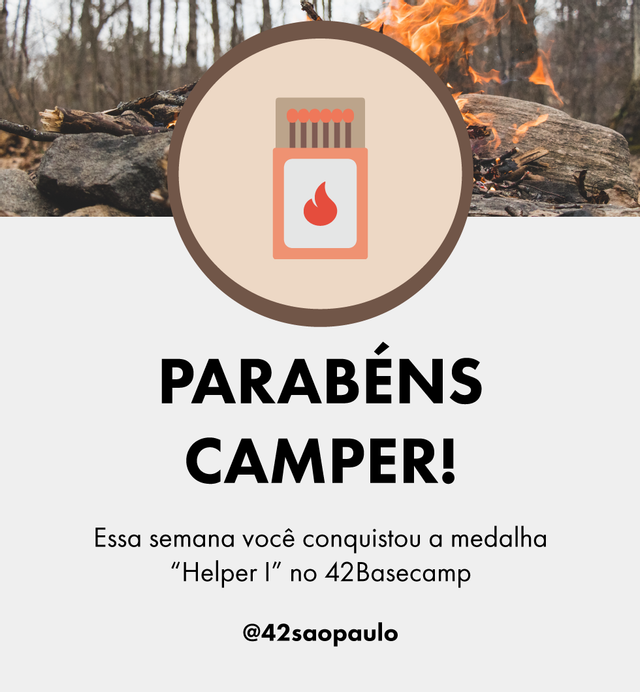 PARABÉNS
CAMPER!
Essa semana você conquistou a medalha
“Helper I” no 42Basecamp
@42saopaulo